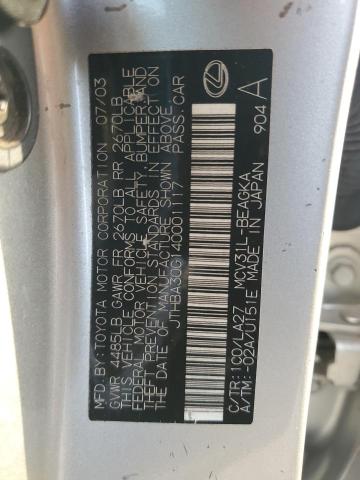 MFD.BY:TOYOTA MOTOR CORPORATION 07/03
GVWR 4485LB GAWR FR 2670LB RR 2670LB
THIS VEHICLE CONFORMS TO ALL APPLICABLE
FEDERAL MOTOR VEHICLE SAFETY, BUMPER, AND
THEFT PREVENTION STANDARDS IN EFFECT ON
THE DATE OF MANUFACTURE SHOWN ABOVE.
JTHBA30G140001117 PASS.CAR
C/TR:1C0/LA27 MCV31L-BEAGKA
A/TM:-02A/U151E MADE IN JAPAN 904 A